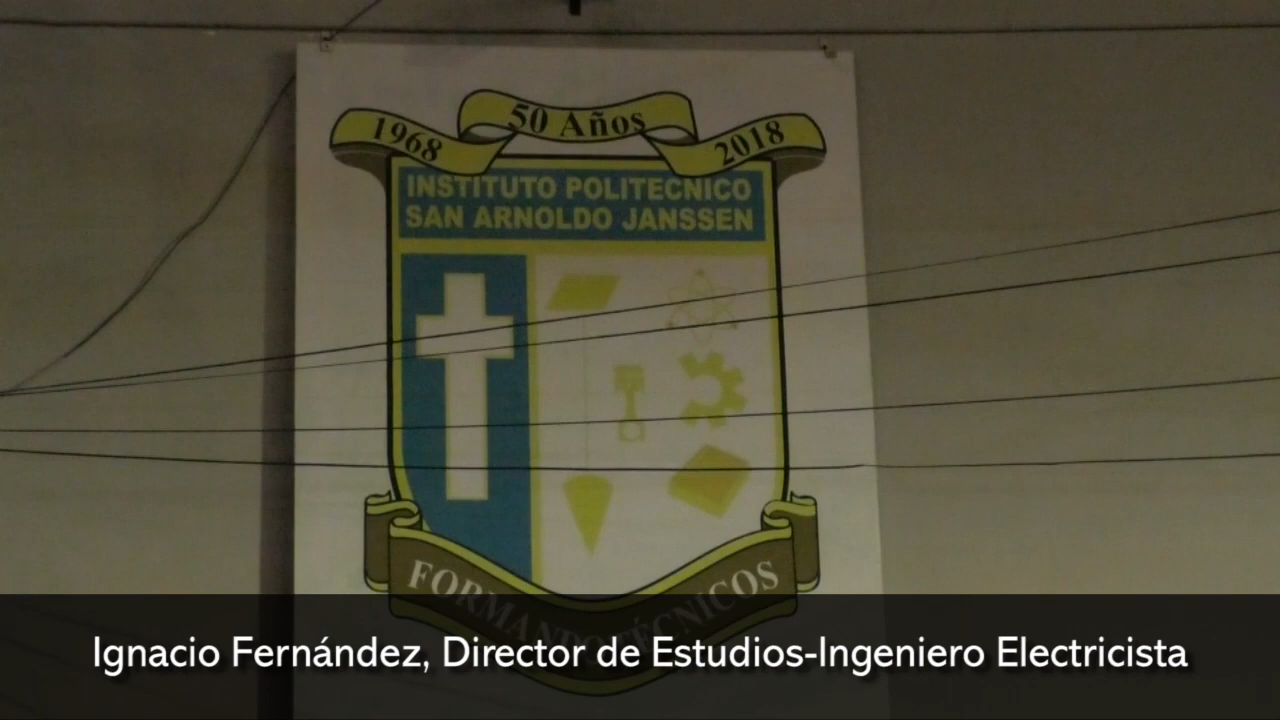 50 Años
1968
2018
INSTITUTO POLITECNICO
SAN ARNOLDO JANSSEN
FORMANDO TÉCNICOS
Ignacio Fernández, Director de Estudios-Ingeniero Electricista